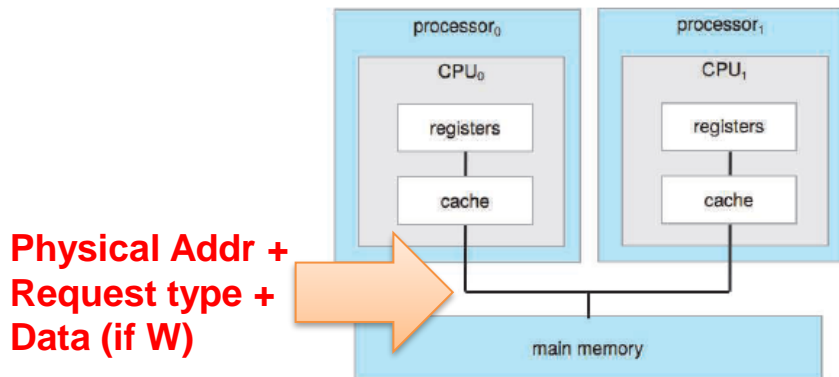 processor₀
processor₁
CPU₀
CPU₁
registers
registers
cache
cache
Physical Addr +
Request type +
Data (if W)
main memory